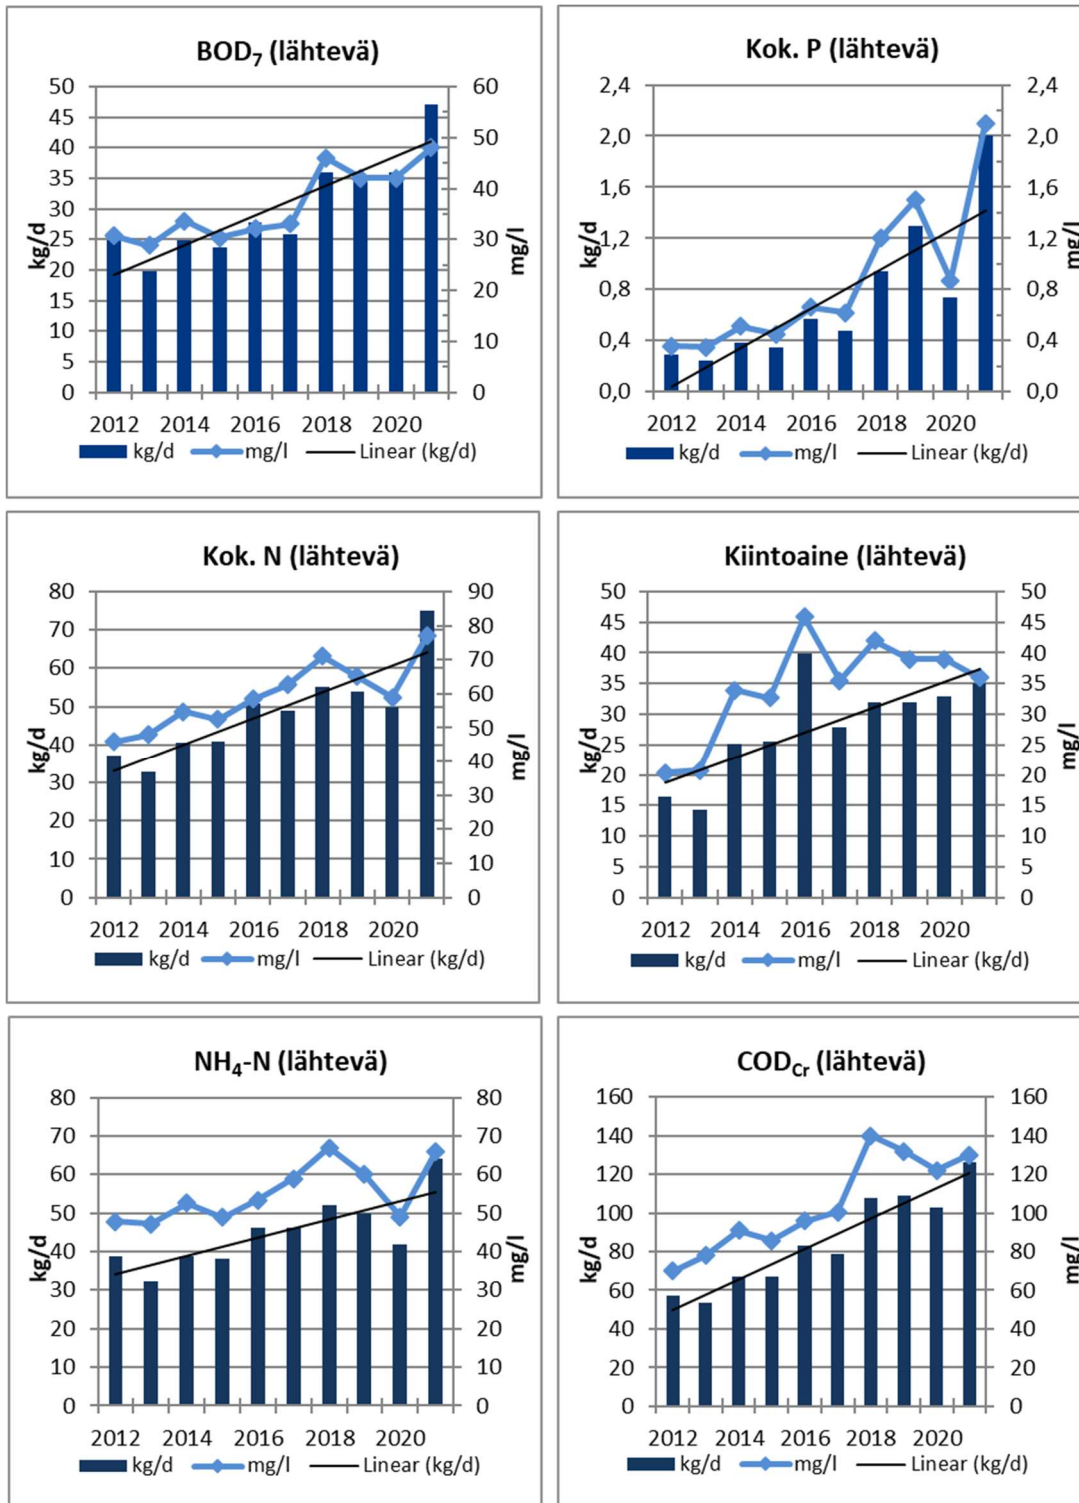 BOD₇ (lähtevä)
50 60
45
40 50
35
30 40
25 30
20
15 20
10
5 10
0 0
kg/d
mg/l
2012 2014 2016 2018 2020
kg/d mg/l Linear (kg/d)
Kok. P (lähtevä)
2,4 2,4
2,0 2,0
1,6 1,6
1,2 1,2
0,8 0,8
0,4 0,4
0,0 0,0
kg/d
mg/l
2012 2014 2016 2018 2020
kg/d mg/l Linear (kg/d)
Kok. N (lähtevä)
80 90
70 80
60 70
50 60
40 50
30 40
20 30
10 20
0 10
0
kg/d
mg/l
2012 2014 2016 2018 2020
kg/d mg/l Linear (kg/d)
Kiintoaine (lähtevä)
50 50
45 45
40 40
35 35
30 30
25 25
20 20
15 15
10 10
5 5
0 0
kg/d
mg/l
2012 2014 2016 2018 2020
kg/d mg/l Linear (kg/d)
NH₄-N (lähtevä)
80 80
70 70
60 60
50 50
40 40
30 30
20 20
10 10
0 0
kg/d
mg/l
2012 2014 2016 2018 2020
kg/d mg/l Linear (kg/d)
COD_Cr (lähtevä)
160 160
140 140
120 120
100 100
80 80
60 60
40 40
20 20
0 0
kg/d
mg/l
2012 2014 2016 2018 2020
kg/d mg/l Linear (kg/d)